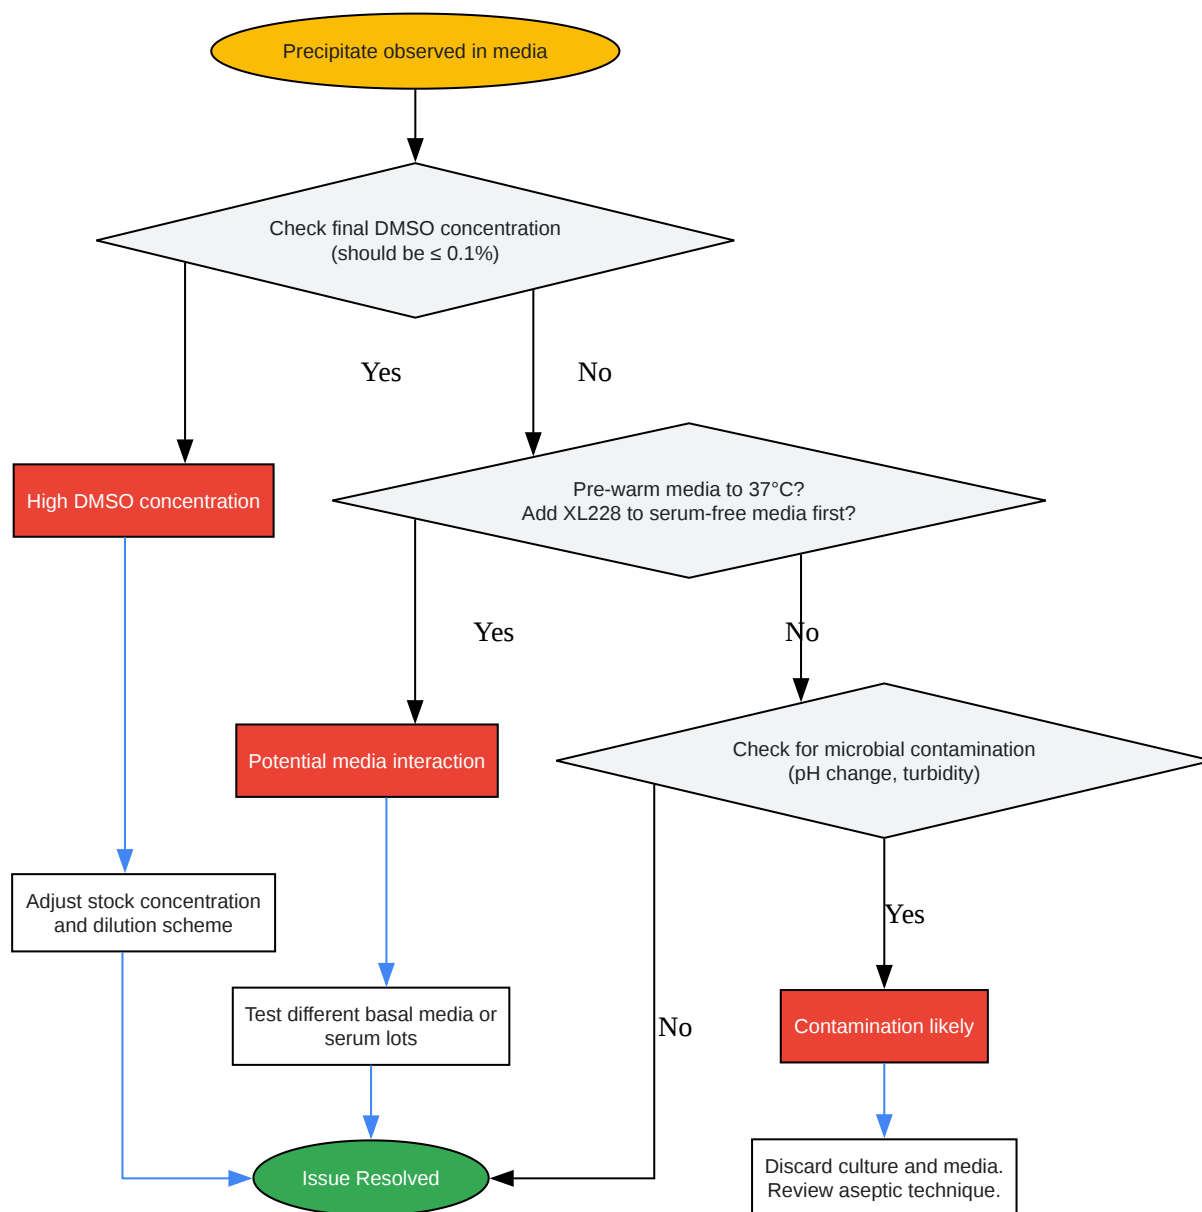 Precipitate observed in media
Check final DMSO concentration
(should be ≤ 0.1%)
Yes
No
High DMSO concentration
Pre-warm media to 37°C?
Add XL228 to serum-free media first?
Yes
No
Potential media interaction
Check for microbial contamination
(pH change, turbidity)
Adjust stock concentration
and dilution scheme
Yes
Test different basal media or
serum lots
No
Contamination likely
Issue Resolved
Discard culture and media.
Review aseptic technique.